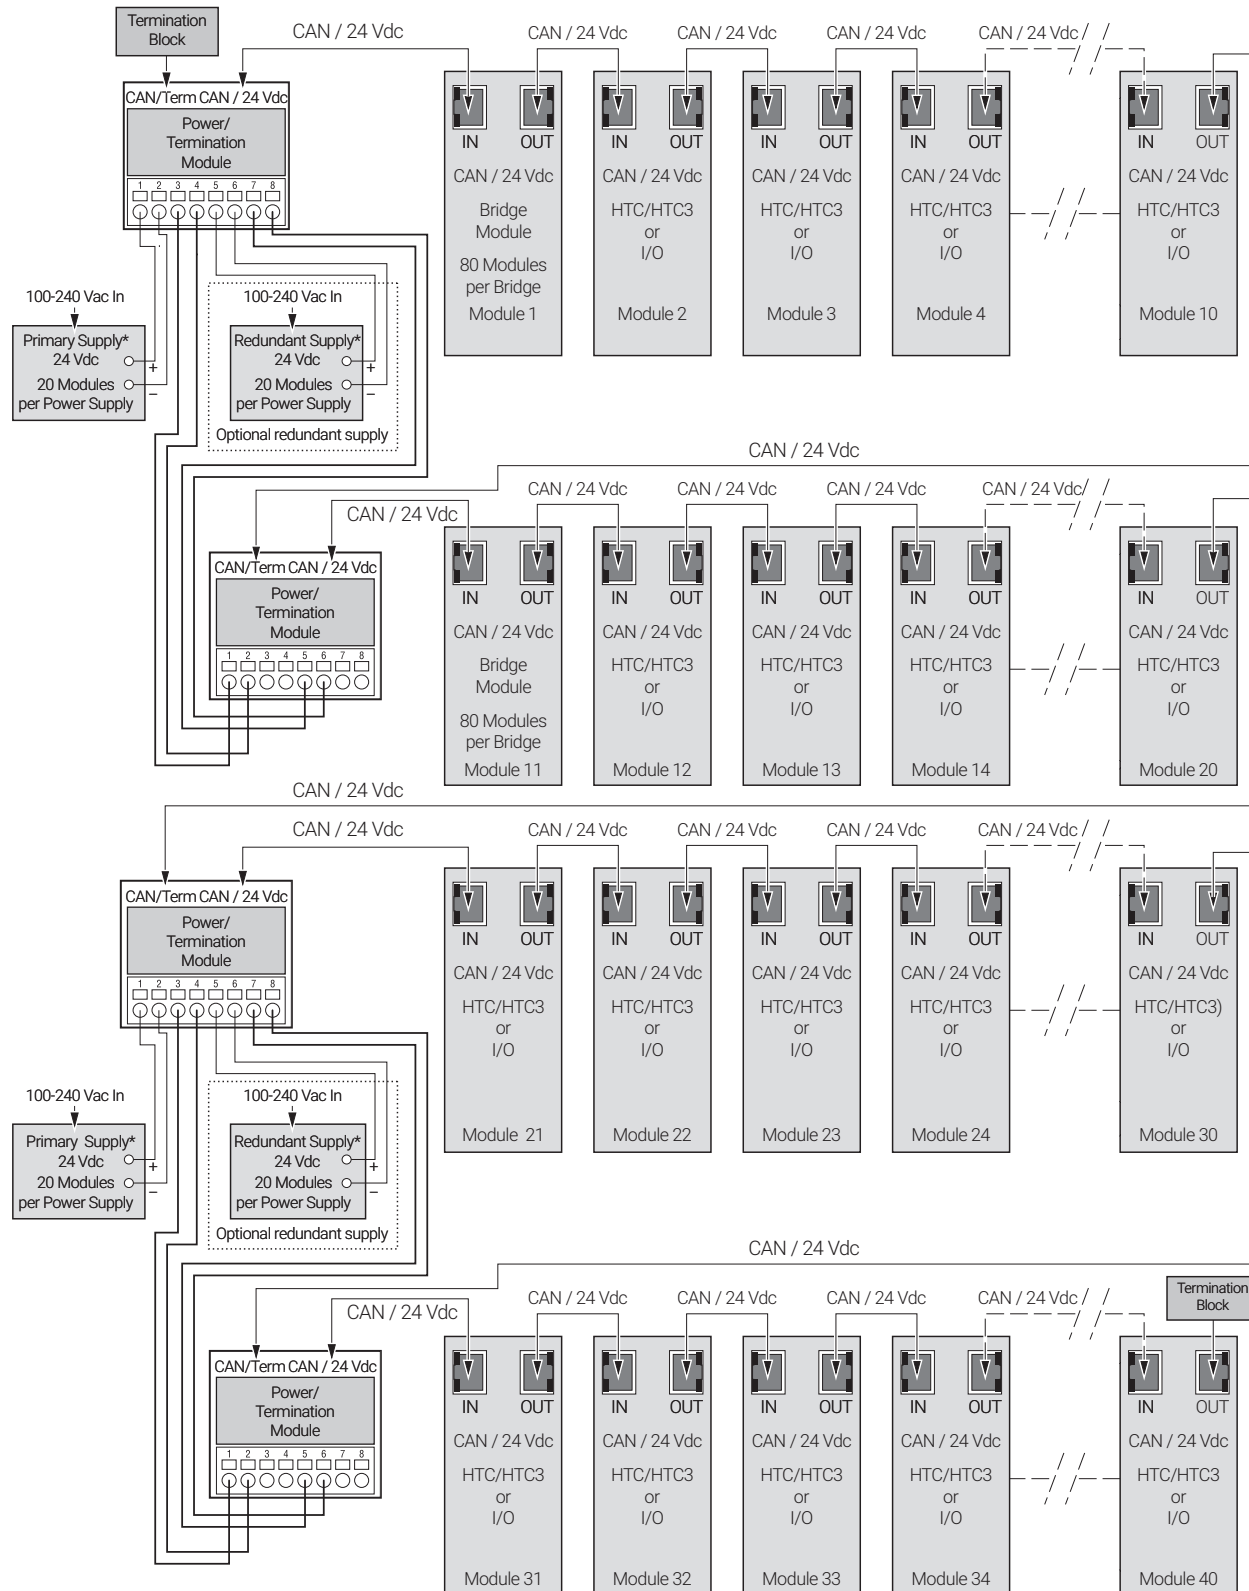 Termination
Block
CAN / 24 Vdc
CAN / 24 Vdc
CAN / 24 Vdc
CAN / 24 Vdc
CAN / 24 Vdc
CAN/Term CAN / 24 Vdc
Power/
Termination
Module
1 2 3 4 5 6 7 8
IN OUT
CAN / 24 Vdc
Bridge
Module
80 Modules
per Bridge
Module 1
IN OUT
CAN / 24 Vdc
HTC/HTC3
or
I/O
Module 2
IN OUT
CAN / 24 Vdc
HTC/HTC3
or
I/O
Module 3
IN OUT
CAN / 24 Vdc
HTC/HTC3
or
I/O
Module 4
IN OUT
CAN / 24 Vdc
HTC/HTC3
or
I/O
Module 10
100-240 Vac In
Primary Supply*
24 Vdc
+
20 Modules
–
per Power Supply
100-240 Vac In
Redundant Supply*
24 Vdc
+
20 Modules
–
per Power Supply
Optional redundant supply
CAN / 24 Vdc
CAN / 24 Vdc
CAN / 24 Vdc
CAN / 24 Vdc
CAN / 24 Vdc
CAN / 24 Vdc
CAN/Term CAN / 24 Vdc
Power/
Termination
Module
1 2 3 4 5 6 7 8
IN OUT
CAN / 24 Vdc
Bridge
Module
80 Modules
per Bridge
Module 11
IN OUT
CAN / 24 Vdc
HTC/HTC3
or
I/O
Module 12
IN OUT
CAN / 24 Vdc
HTC/HTC3
or
I/O
Module 13
IN OUT
CAN / 24 Vdc
HTC/HTC3
or
I/O
Module 14
IN OUT
CAN / 24 Vdc
HTC/HTC3
or
I/O
Module 20
CAN / 24 Vdc
CAN / 24 Vdc
CAN / 24 Vdc
CAN / 24 Vdc
CAN / 24 Vdc
CAN / 24 Vdc
CAN/Term CAN / 24 Vdc
Power/
Termination
Module
1 2 3 4 5 6 7 8
IN OUT
CAN / 24 Vdc
HTC/HTC3
or
I/O
Module 21
IN OUT
CAN / 24 Vdc
HTC/HTC3
or
I/O
Module 22
IN OUT
CAN / 24 Vdc
HTC/HTC3
or
I/O
Module 23
IN OUT
CAN / 24 Vdc
HTC/HTC3
or
I/O
Module 24
IN OUT
CAN / 24 Vdc
HTC/HTC3)
or
I/O
Module 30
100-240 Vac In
Primary Supply*
24 Vdc
+
20 Modules
–
per Power Supply
100-240 Vac In
Redundant Supply*
24 Vdc
+
20 Modules
–
per Power Supply
Optional redundant supply
CAN / 24 Vdc
CAN / 24 Vdc
CAN / 24 Vdc
CAN / 24 Vdc
CAN / 24 Vdc
CAN / 24 Vdc
Termination
Block
CAN/Term CAN / 24 Vdc
Power/
Termination
Module
1 2 3 4 5 6 7 8
IN OUT
CAN / 24 Vdc
HTC/HTC3
or
I/O
Module 31
IN OUT
CAN / 24 Vdc
HTC/HTC3
or
I/O
Module 32
IN OUT
CAN / 24 Vdc
HTC/HTC3
or
I/O
Module 33
IN OUT
CAN / 24 Vdc
HTC/HTC3
or
I/O
Module 34
IN OUT
CAN / 24 Vdc
HTC/HTC3
or
I/O
Module 40